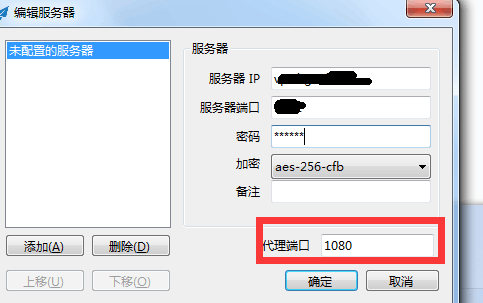 编辑服务器
未配置的服务器
服务器
服务器 IP
服务器端口
密码 ******
加密 aes-256-cfb
备注
代理端口 1080
添加(A) 删除(D)
上移(U) 下移(O)
确定 取消